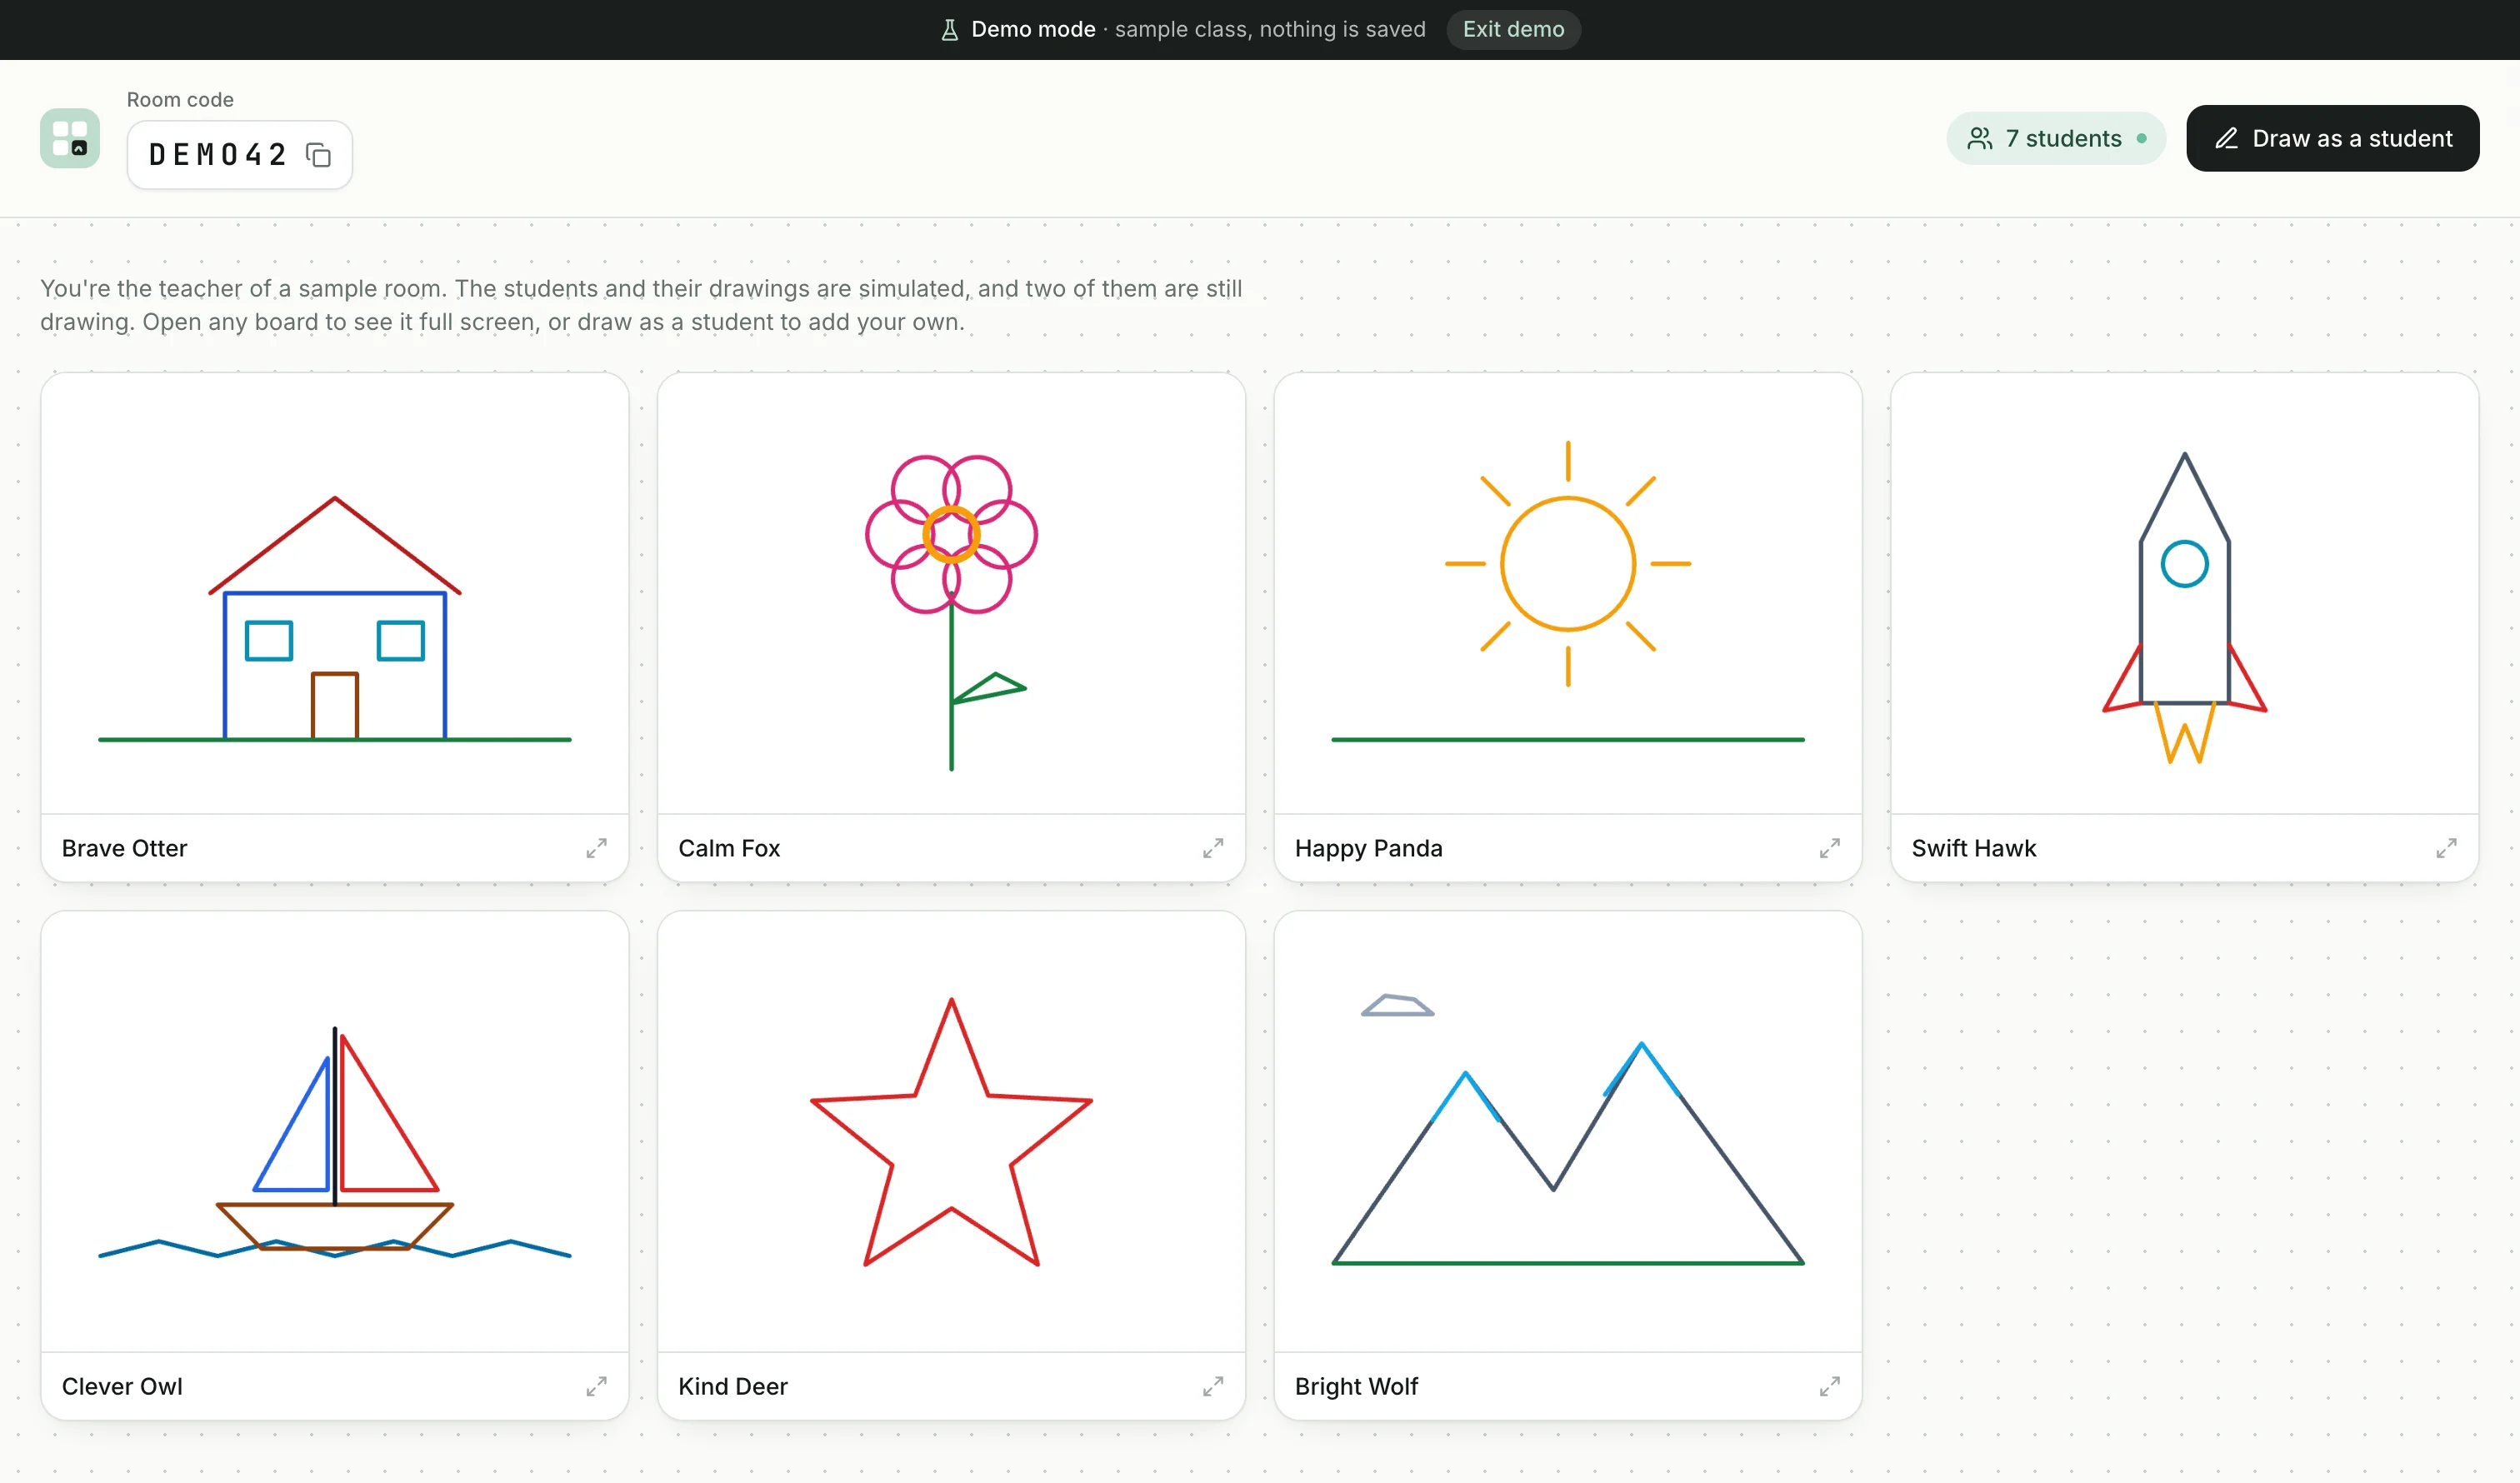 Demo mode · sample class, nothing is saved Exit demo
Room code
DEMO42
7 students
Draw as a student
You're the teacher of a sample room. The students and their drawings are simulated, and two of them are still
drawing. Open any board to see it full screen, or draw as a student to add your own.
Brave Otter
Calm Fox
Happy Panda
Swift Hawk
Clever Owl
Kind Deer
Bright Wolf